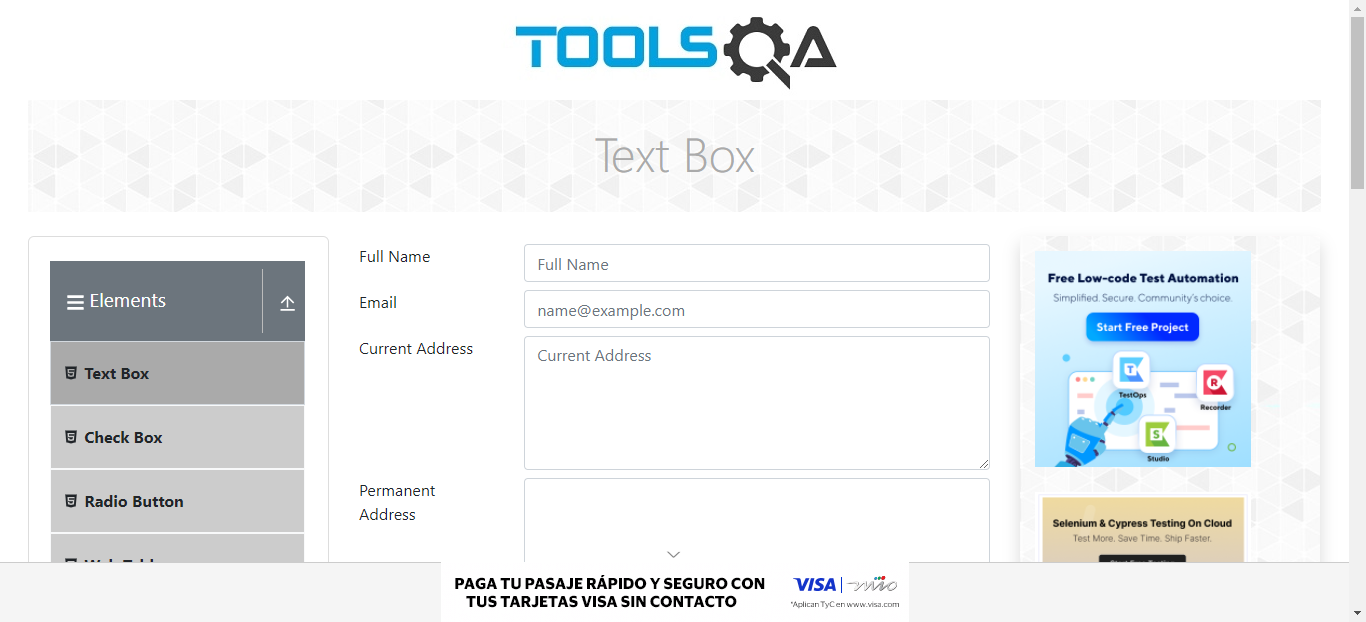 TOOLSQA
Text Box
Elements
Text Box
Check Box
Radio Button
Full Name
Full Name
Email
name@example.com
Current Address
Current Address
Permanent
Address
Free Low-code Test Automation
Simplified. Secure. Community's choice.
Start Free Project
T
TestOps
R
Recorder
S
Studio
Selenium & Cypress Testing On Cloud
Test More. Save Time. Ship Faster.
PAGA TU PASAJE RÁPIDO Y SEGURO CON
TUS TARJETAS VISA SIN CONTACTO
VISA | mio
*Aplican TyC en www.visa.com